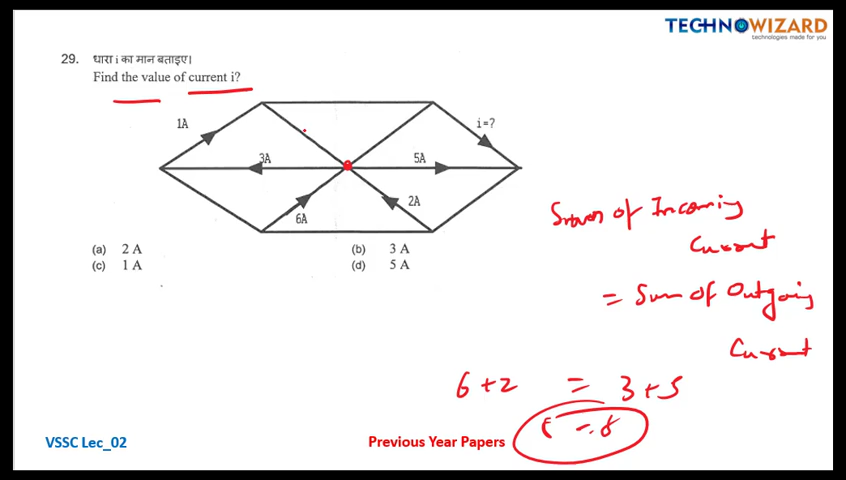 TECHNOWIZARD
technologies made for you
29. धारा i का मान बताइए।
Find the value of current i?
1A
i=?
3A
5A
6A
2A
(a) 2 A (b) 3 A
(c) 1 A (d) 5 A
Sum of Incoming
Current
= Sum of Outgoing
Current
6+2 = 3+5
8 = 8
VSSC Lec_02
Previous Year Papers